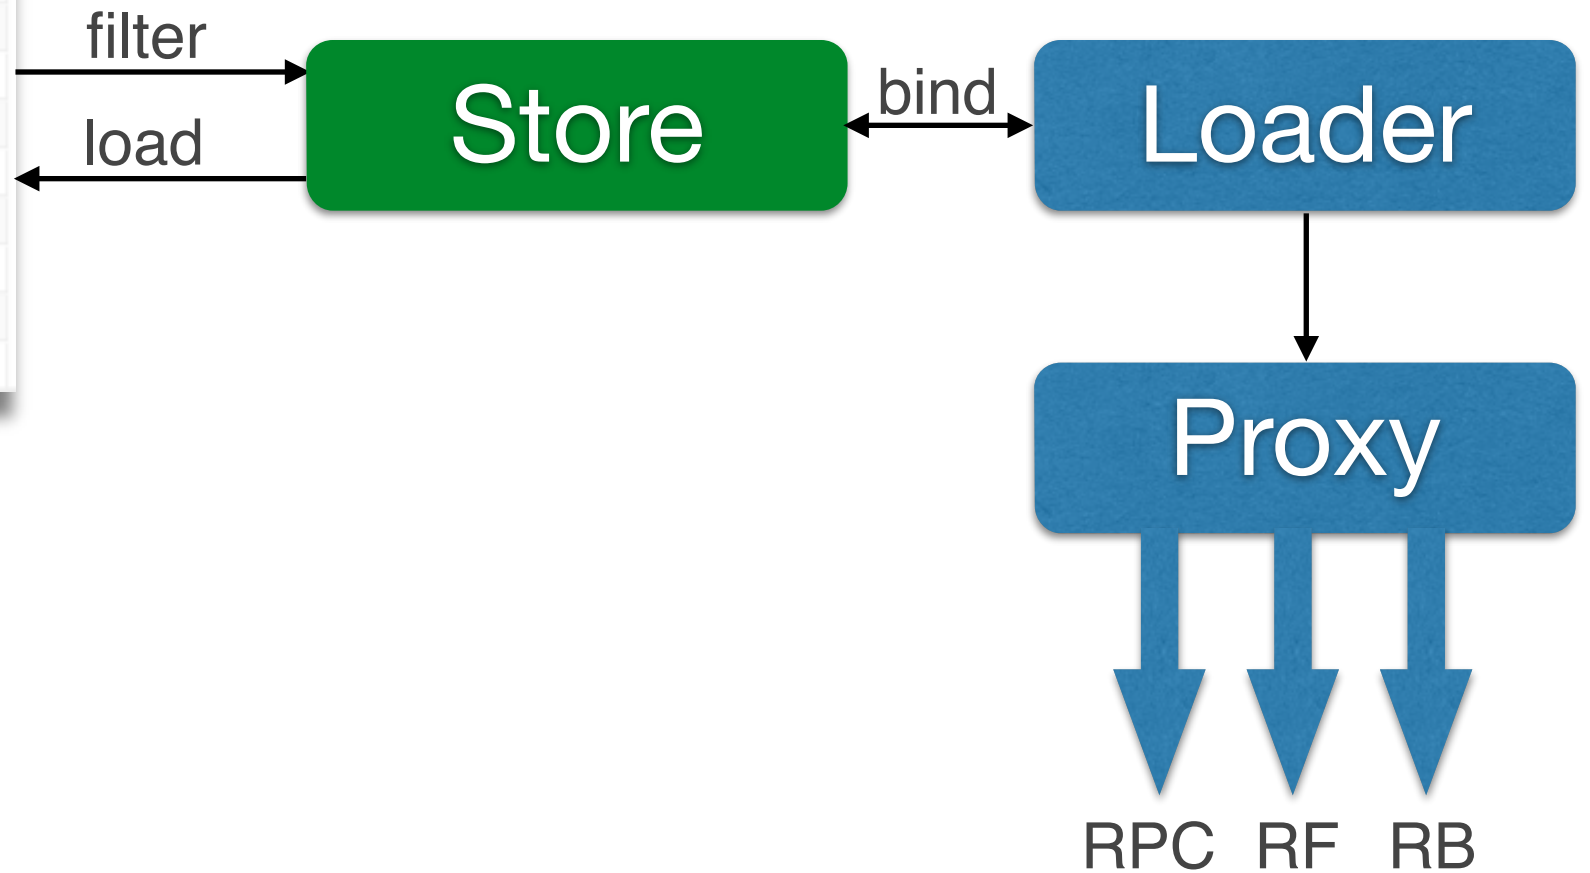 filter
load
Store
bind
Loader
Proxy
RPC RF RB